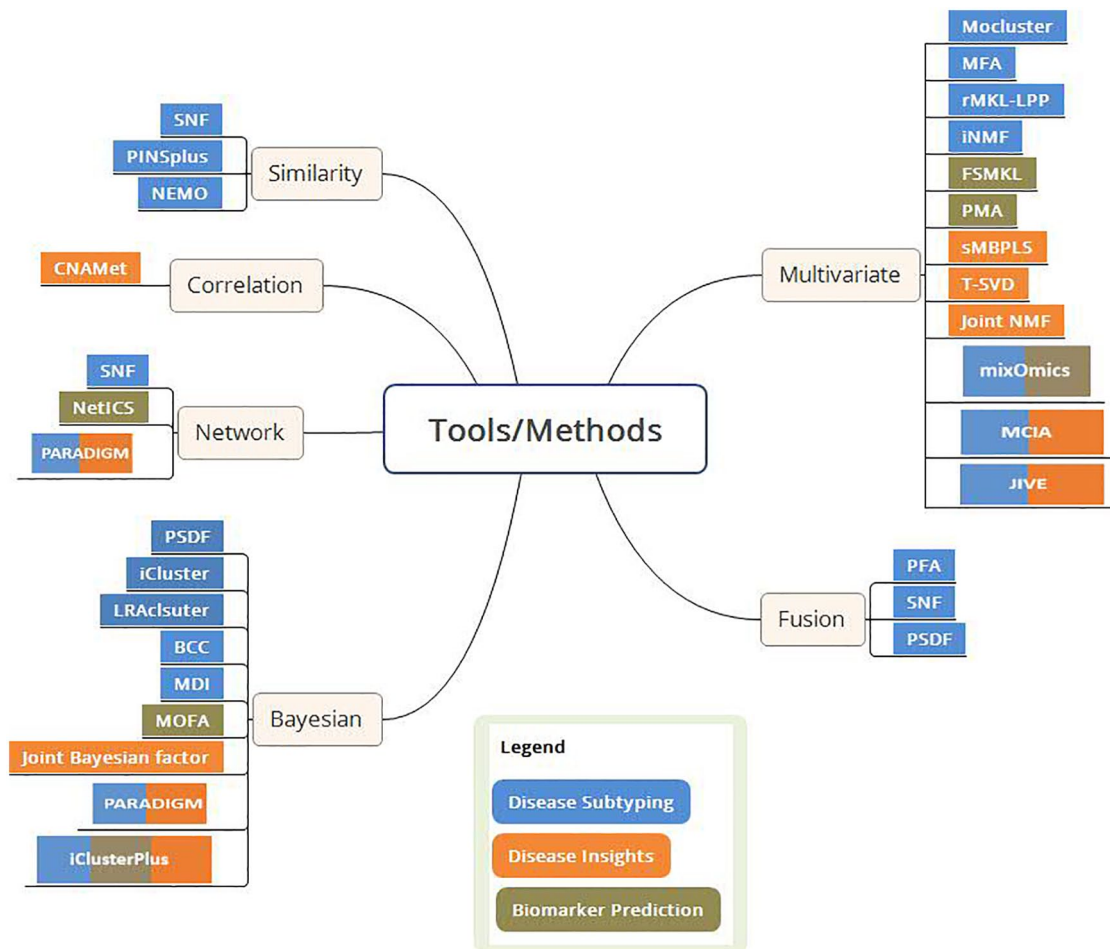 Tools/Methods
Similarity
SNF
PINSplus
NEMO
Correlation
CNAMet
Network
SNF
NetICS
PARADIGM
Bayesian
PSDF
iCluster
LRAclsuter
BCC
MDI
MOFA
Joint Bayesian factor
PARADIGM
iClusterPlus
Multivariate
Mocluster
MFA
rMKL-LPP
iNMF
FSMKL
PMA
sMBPLS
T-SVD
Joint NMF
mixOmics
MCIA
JIVE
Fusion
PFA
SNF
PSDF
Legend
Disease Subtyping
Disease Insights
Biomarker Prediction